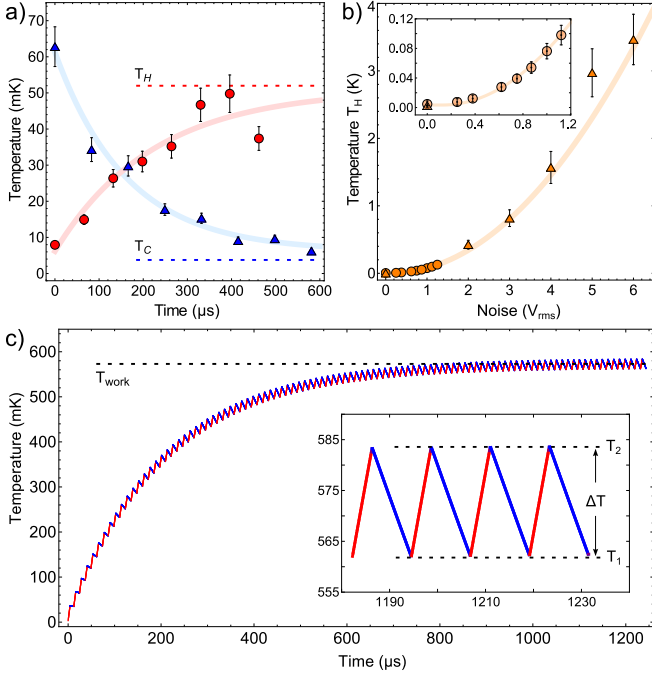 a)
Temperature (mK)
70
60
50
40
30
20
10
0
T_H
T_C
0 100 200 300 400 500 600
Time (µs)
b)
Temperature T_H (K)
4
3
2
1
0
0.12
0.08
0.04
0.00
0.0 0.4 0.8 1.2
0 1 2 3 4 5 6
Noise (V_rms)
c)
Temperature (mK)
600
500
400
300
200
100
0
T_work
585
575
565
555
T_2
ΔT
T_1
1190 1210 1230
0 200 400 600 800 1000 1200
Time (µs)